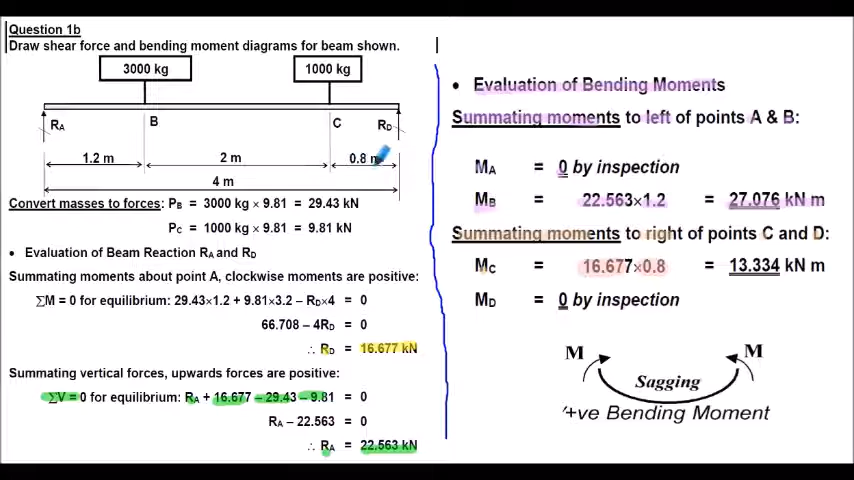 Question 1b
Draw shear force and bending moment diagrams for beam shown.
3000 kg
1000 kg
RA
B
C
RD
1.2 m
2 m
0.8 m
4 m
Convert masses to forces: PB = 3000 kg × 9.81 = 29.43 kN
PC = 1000 kg × 9.81 = 9.81 kN
• Evaluation of Beam Reaction RA and RD
Summating moments about point A, clockwise moments are positive:
∑M = 0 for equilibrium: 29.43×1.2 + 9.81×3.2 – RD×4 = 0
66.708 – 4RD = 0
∴ RD = 16.677 kN
Summating vertical forces, upwards forces are positive:
∑V = 0 for equilibrium: RA + 16.677 – 29.43 – 9.81 = 0
RA – 22.563 = 0
∴ RA = 22.563 kN
• Evaluation of Bending Moments
Summating moments to left of points A & B:
MA = 0 by inspection
MB = 22.563×1.2 = 27.076 kN m
Summating moments to right of points C and D:
MC = 16.677×0.8 = 13.334 kN m
MD = 0 by inspection
M
M
Sagging
'+ve Bending Moment